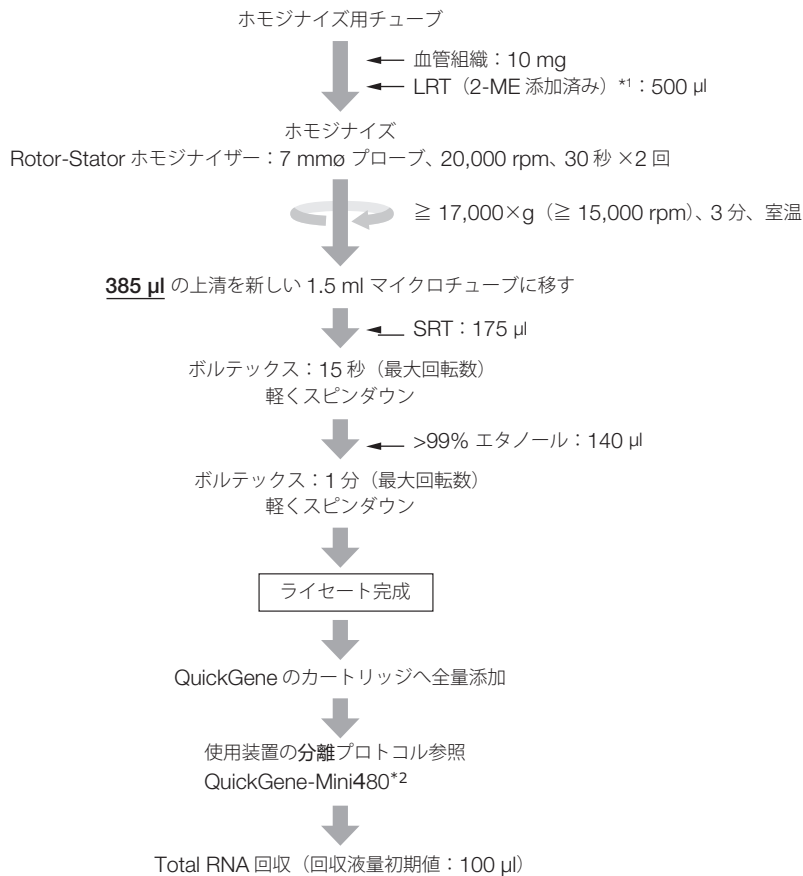 ホモジナイズ用チューブ
血管組織：10 mg
LRT（2-ME 添加済み）*1：500 μl
ホモジナイズ
Rotor-Stator ホモジナイザー：7 mmø プローブ、20,000 rpm、30 秒 ×2 回
≧ 17,000×g（≧ 15,000 rpm）、3 分、室温
385 μl の上清を新しい 1.5 ml マイクロチューブに移す
SRT：175 μl
ボルテックス：15 秒（最大回転数）
軽くスピンダウン
>99% エタノール：140 μl
ボルテックス：1 分（最大回転数）
軽くスピンダウン
ライセート完成
QuickGene のカートリッジへ全量添加
使用装置の分離プロトコル参照
QuickGene-Mini480*2
Total RNA 回収（回収液量初期値：100 μl）